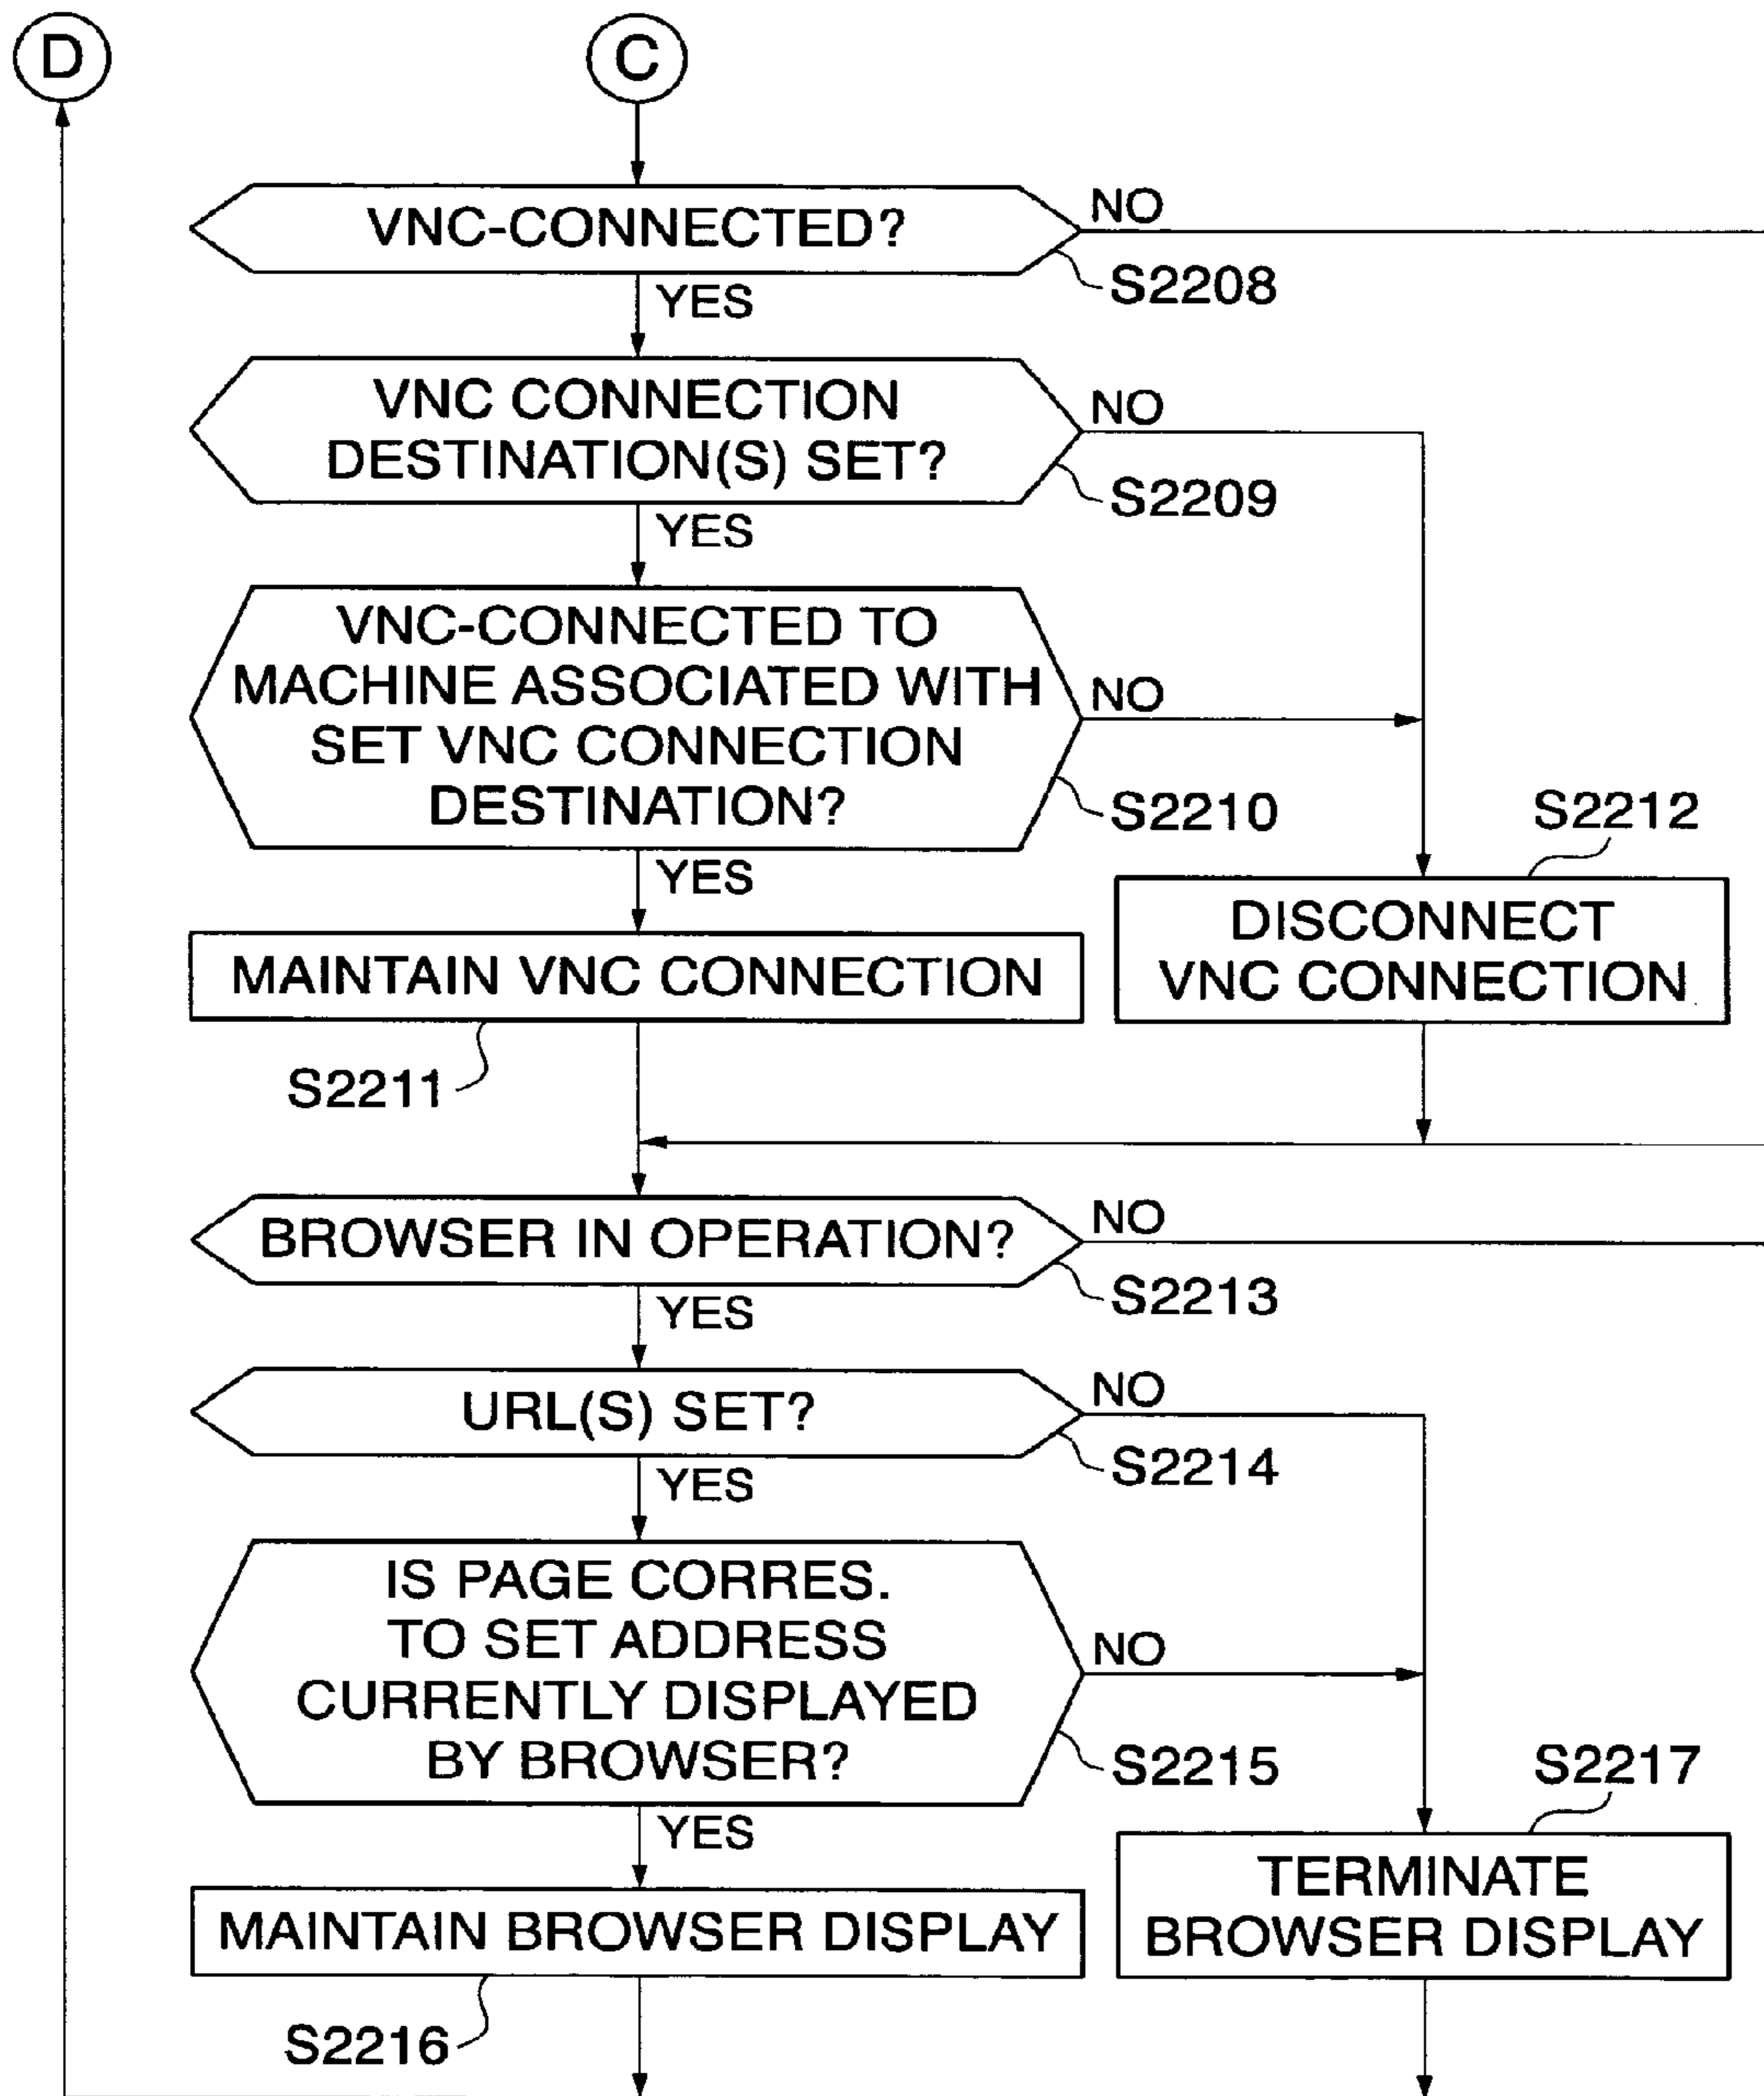 D
C
VNC-CONNECTED?
NO
S2208
YES
VNC CONNECTION
DESTINATION(S) SET?
NO
S2209
YES
VNC-CONNECTED TO
MACHINE ASSOCIATED WITH
SET VNC CONNECTION
DESTINATION?
NO
S2210
S2212
YES
DISCONNECT
VNC CONNECTION
MAINTAIN VNC CONNECTION
S2211
BROWSER IN OPERATION?
NO
S2213
YES
URL(S) SET?
NO
S2214
YES
IS PAGE CORRES.
TO SET ADDRESS
CURRENTLY DISPLAYED
BY BROWSER?
NO
S2215
S2217
YES
TERMINATE
BROWSER DISPLAY
MAINTAIN BROWSER DISPLAY
S2216